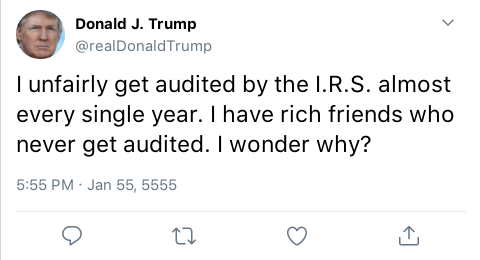 Donald J. Trump
@realDonaldTrump
I unfairly get audited by the I.R.S. almost
every single year. I have rich friends who
never get audited. I wonder why?
5:55 PM · Jan 55, 5555